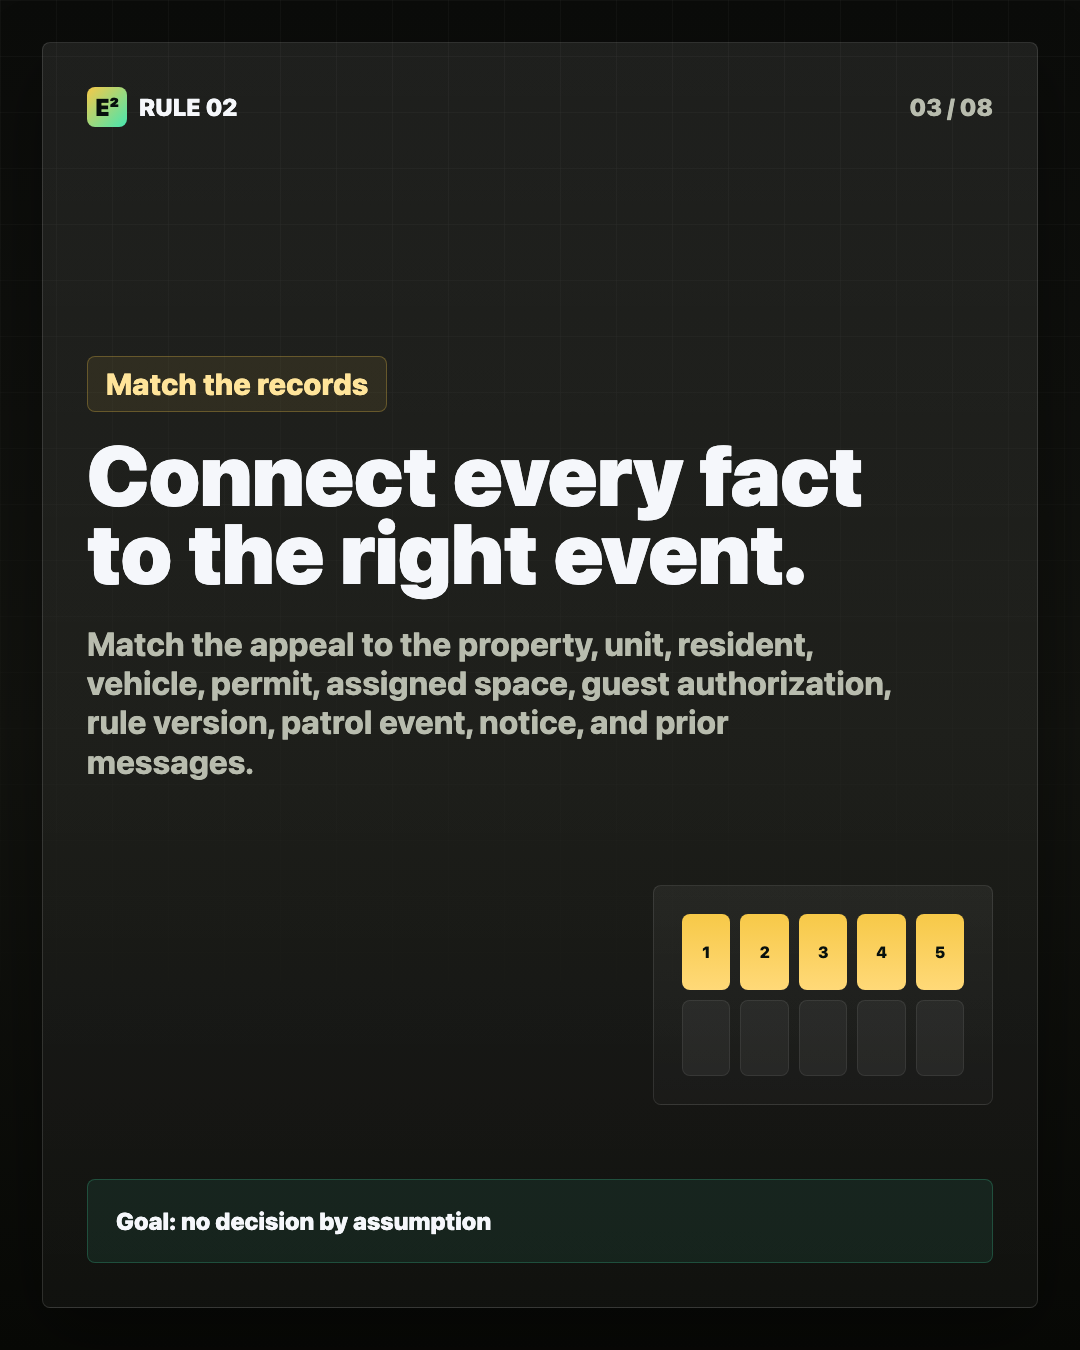 E² RULE 02
03 / 08
Match the records
Connect every fact
to the right event.
Match the appeal to the property, unit, resident,
vehicle, permit, assigned space, guest authorization,
rule version, patrol event, notice, and prior
messages.
1 2 3 4 5
Goal: no decision by assumption